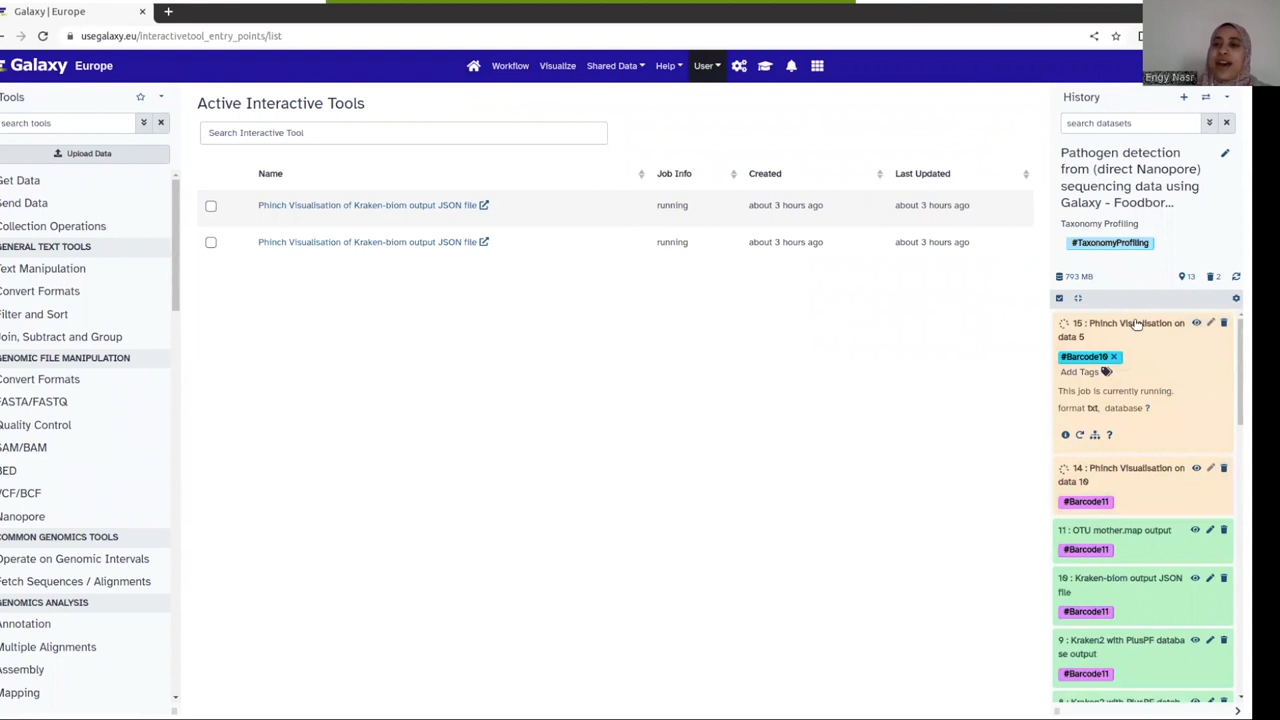 Galaxy | Europe
usegalaxy.eu/interactivetool_entry_points/list
Galaxy Europe
Workflow Visualize Shared Data Help User
Engy Nasr
Tools
search tools
Upload Data
Get Data
Send Data
Collection Operations
GENERAL TEXT TOOLS
Text Manipulation
Convert Formats
Filter and Sort
Join, Subtract and Group
GENOMIC FILE MANIPULATION
Convert Formats
FASTA/FASTQ
Quality Control
SAM/BAM
BED
VCF/BCF
Nanopore
COMMON GENOMICS TOOLS
Operate on Genomic Intervals
Fetch Sequences / Alignments
GENOMICS ANALYSIS
Annotation
Multiple Alignments
Assembly
Mapping
Active Interactive Tools
Search Interactive Tool
Name Job Info Created Last Updated
Phinch Visualisation of Kraken-biom output JSON file running about 3 hours ago about 3 hours ago
Phinch Visualisation of Kraken-biom output JSON file running about 3 hours ago about 3 hours ago
History
search datasets
Pathogen detection
from (direct Nanopore)
sequencing data using
Galaxy - Foodbor...
Taxonomy Profiling
#TaxonomyProfiling
793 MB 13 2
15 : Phinch Visualisation on
data 5
#Barcode10
Add Tags
This job is currently running.
format txt, database ?
14 : Phinch Visualisation on
data 10
#Barcode11
11 : OTU mother.map output
#Barcode11
10 : Kraken-biom output JSON
file
#Barcode11
9 : Kraken2 with PlusPF databa
se output
#Barcode11
8 : Kraken2 with PlusPF datab